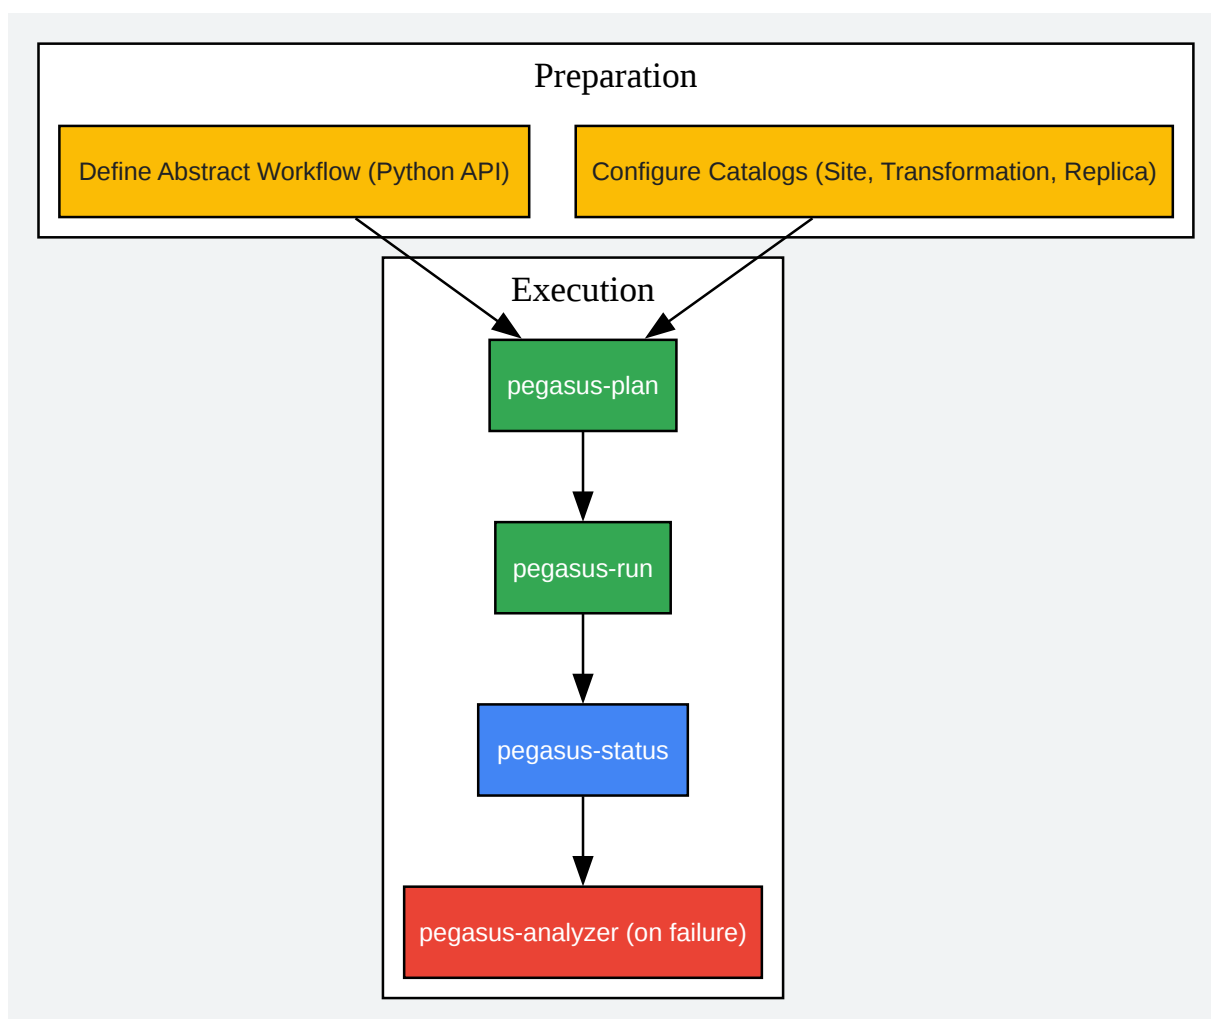 Preparation
Define Abstract Workflow (Python API)
Configure Catalogs (Site, Transformation, Replica)
Execution
pegasus-plan
pegasus-run
pegasus-status
pegasus-analyzer (on failure)